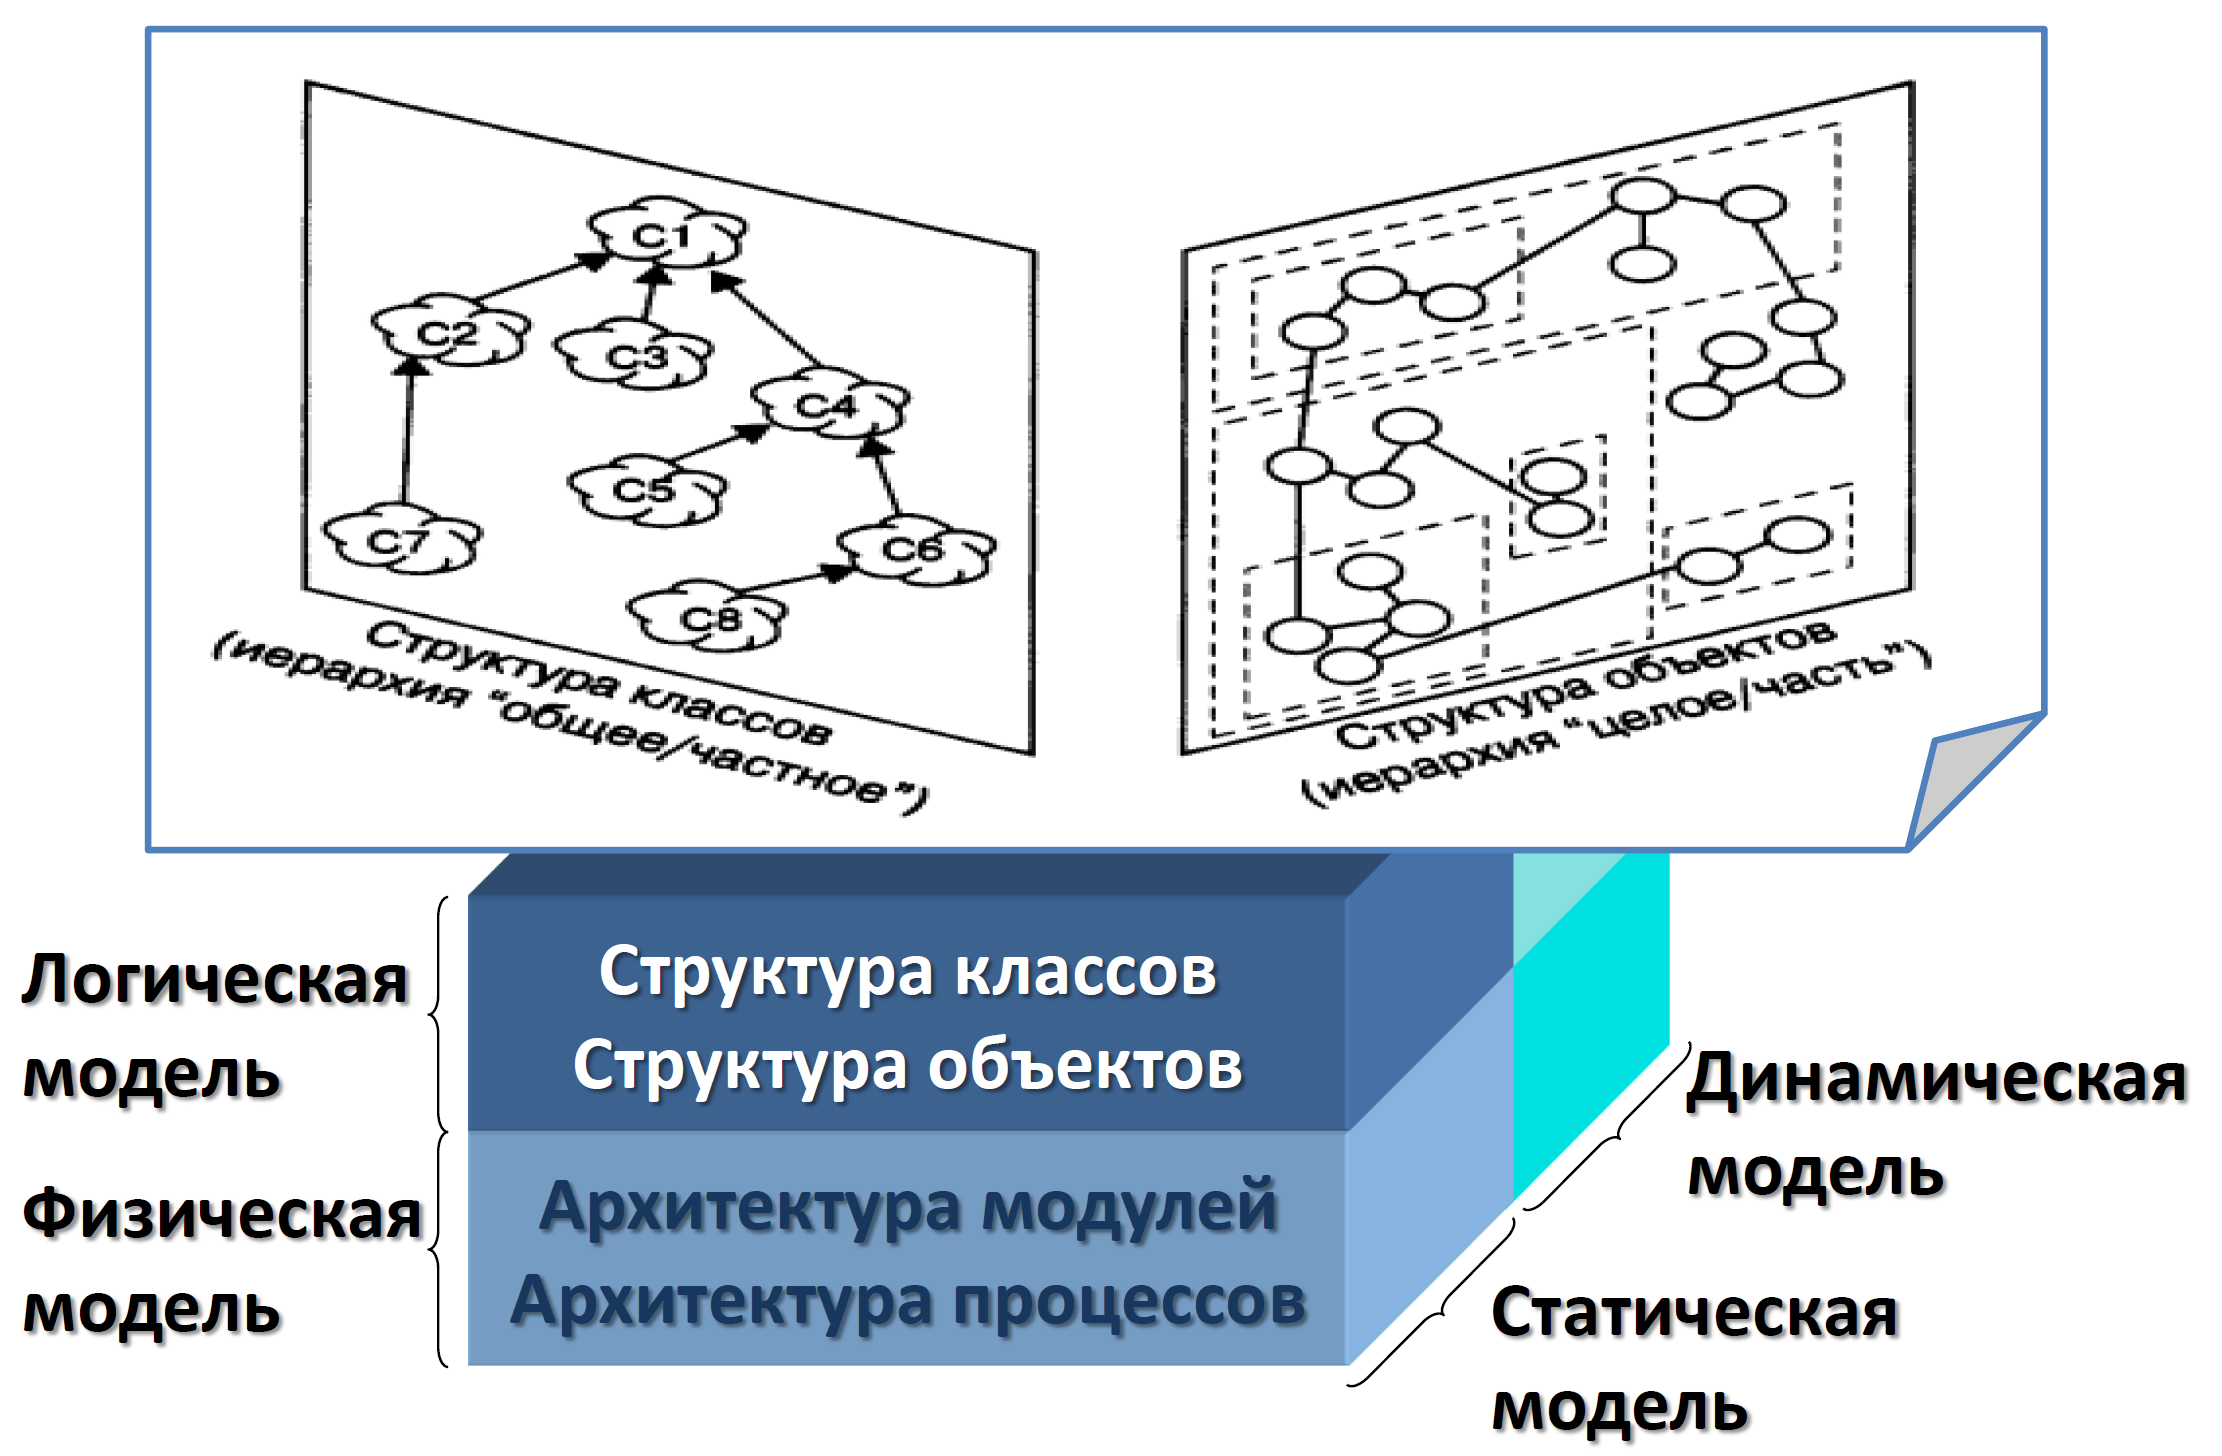 C1
C2
C3
C4
C5
C6
C7
C8
Структура классов
(иерархия “общее/частное”)
Структура объектов
(иерархия “целое/часть”)
Логическая
модель
Структура классов
Структура объектов
Физическая
модель
Архитектура модулей
Архитектура процессов
Динамическая
модель
Статическая
модель